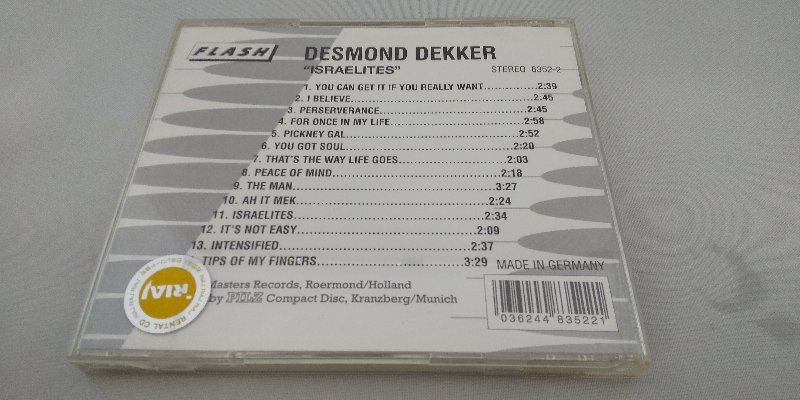 FLASH
DESMOND DEKKER
"ISRAELITES"
STEREO 8352-2
1. YOU CAN GET IT IF YOU REALLY WANT...............2:39
2. I BELIEVE...............2:45
3. PERSERVERANCE...............2:45
4. FOR ONCE IN MY LIFE...............2:58
5. PICKNEY GAL...............2:52
6. YOU GOT SOUL...............2:20
7. THAT'S THE WAY LIFE GOES...............2:03
8. PEACE OF MIND...............2:18
9. THE MAN...............3:27
10. AH IT MEK...............2:24
11. ISRAELITES...............2:34
12. IT'S NOT EASY...............2:09
13. INTENSIFIED...............2:37
TIPS OF MY FINGERS...............3:29
MADE IN GERMANY
Masters Records, Roermond/Holland
by PILZ Compact Disc, Kranzberg/Munich
RIAJ
RENTAL CD
036244 835221